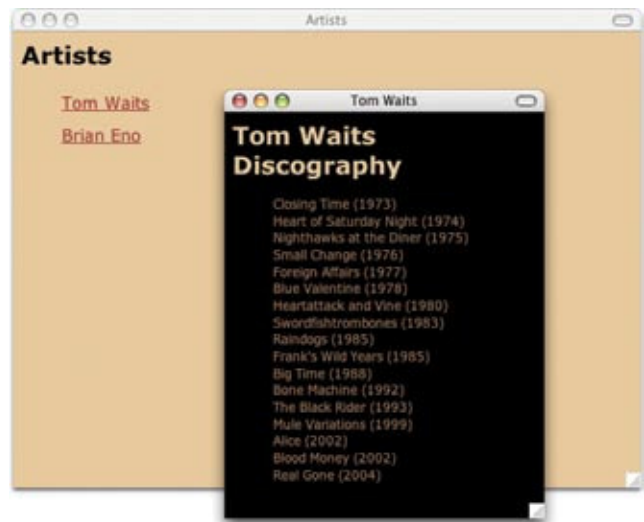 Artists
Artists
Tom Waits
Brian Eno
Tom Waits
Tom Waits
Discography
Closing Time (1973)
Heart of Saturday Night (1974)
Nighthawks at the Diner (1975)
Small Change (1976)
Foreign Affairs (1977)
Blue Valentine (1978)
Heartattack and Vine (1980)
Swordfishtrombones (1983)
Raindogs (1985)
Frank's Wild Years (1985)
Big Time (1988)
Bone Machine (1992)
The Black Rider (1993)
Mule Variations (1999)
Alice (2002)
Blood Money (2002)
Real Gone (2004)